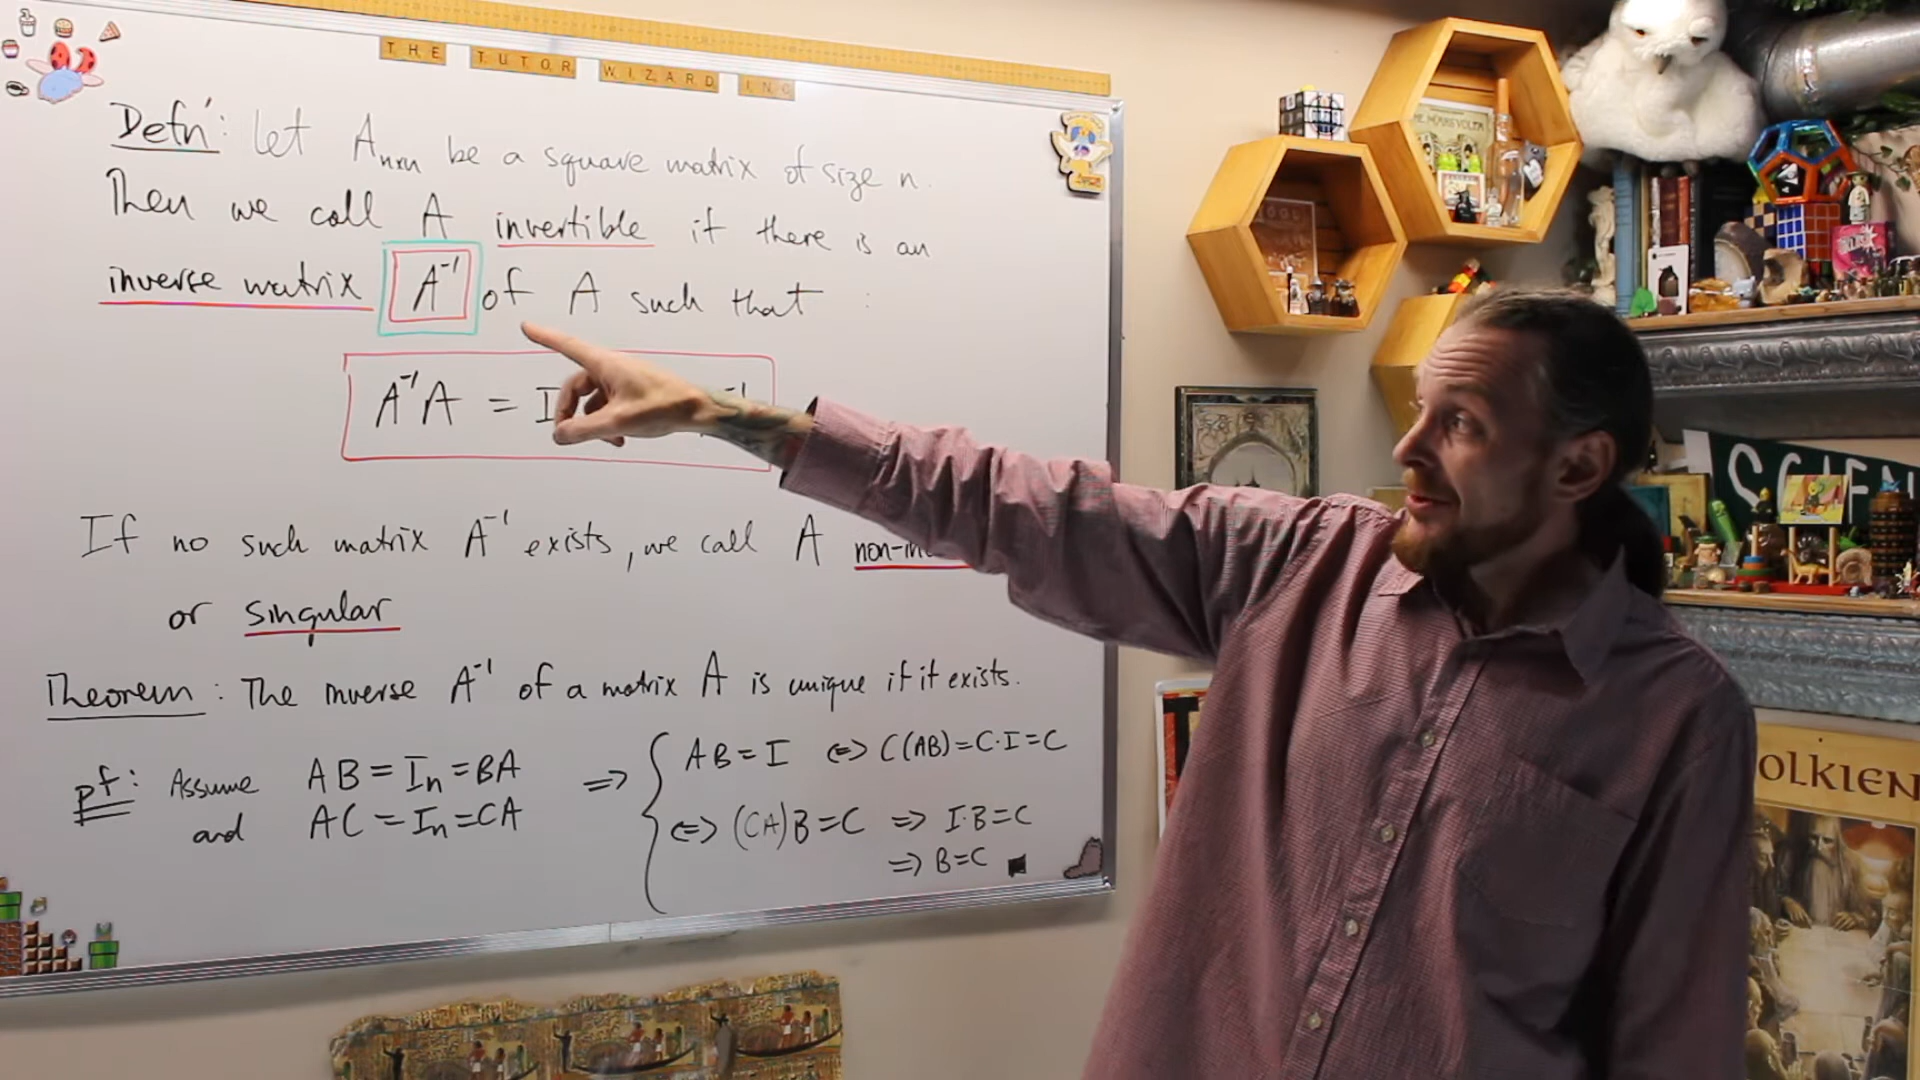 THE TUTOR WIZARD INC
Defn': Let Anxn be a square matrix of size n.
Then we call A invertible if there is an
inverse matrix A⁻¹ of A such that :
A⁻¹A = I
If no such matrix A⁻¹ exists, we call A
or singular
Theorem: The inverse A⁻¹ of a matrix A is unique if it exists.
pf: Assume AB = In = BA ⇒ { AB = I ⇔ C(AB) = C·I = C
and AC = In = CA ⇔ (CA)B = C ⇒ I·B = C
⇒ B = C ■
OLKIEN